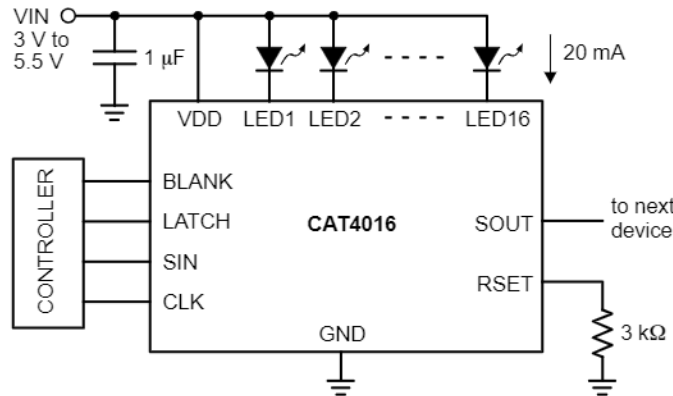 VIN
3 V to
5.5 V
1 μF
20 mA
VDD LED1 LED2 LED16
CONTROLLER
BLANK
LATCH
SIN
CLK
CAT4016
SOUT
RSET
to next
device
GND
3 kΩ